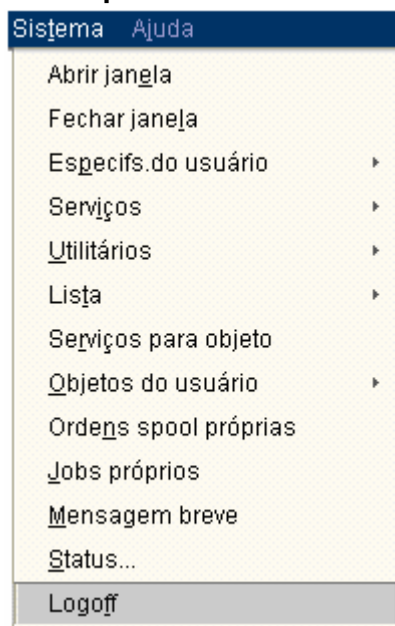 Sistema Ajuda
Abrir janela
Fechar janela
Especifs.do usuário
Serviços
Utilitários
Lista
Serviços para objeto
Objetos do usuário
Ordens spool próprias
Jobs próprios
Mensagem breve
Status...
Logoff